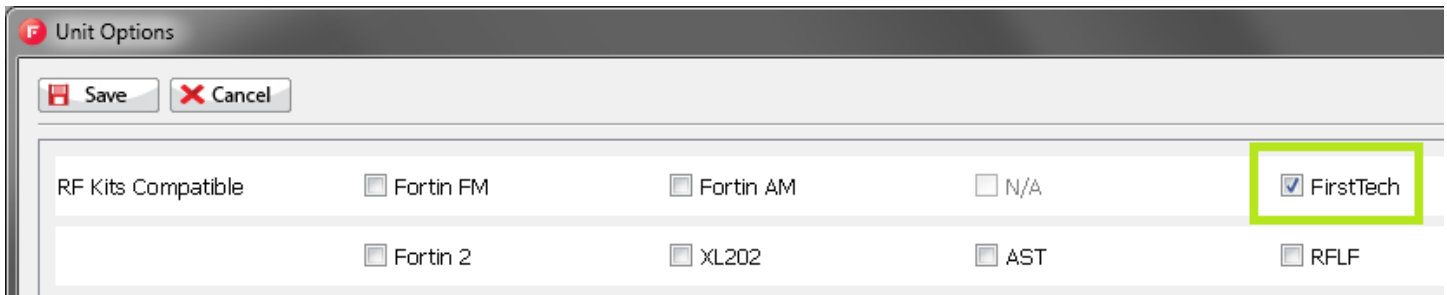 Unit Options
Save Cancel
RF Kits Compatible Fortin FM Fortin AM N/A FirstTech
Fortin 2 XL202 AST RFLF